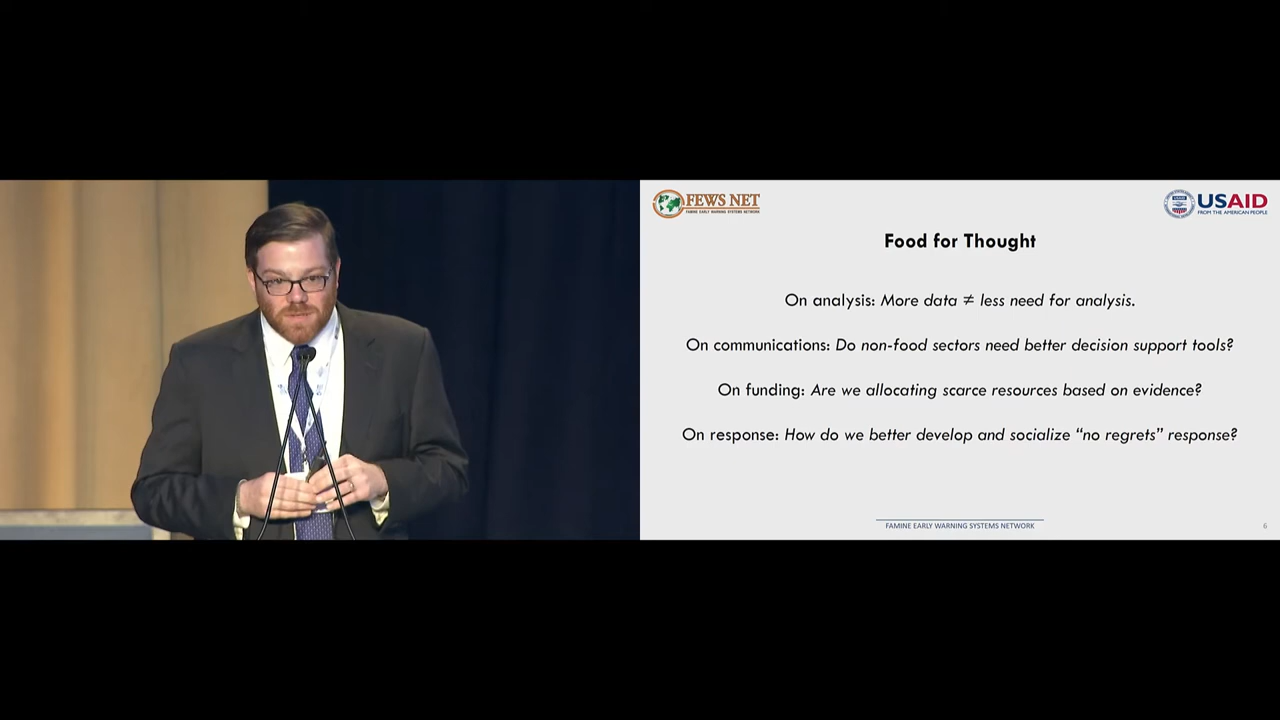 FEWS NET
FAMINE EARLY WARNING SYSTEMS NETWORK
USAID
FROM THE AMERICAN PEOPLE
Food for Thought
On analysis: More data ≠ less need for analysis.
On communications: Do non-food sectors need better decision support tools?
On funding: Are we allocating scarce resources based on evidence?
On response: How do we better develop and socialize “no regrets” response?
FAMINE EARLY WARNING SYSTEMS NETWORK
6